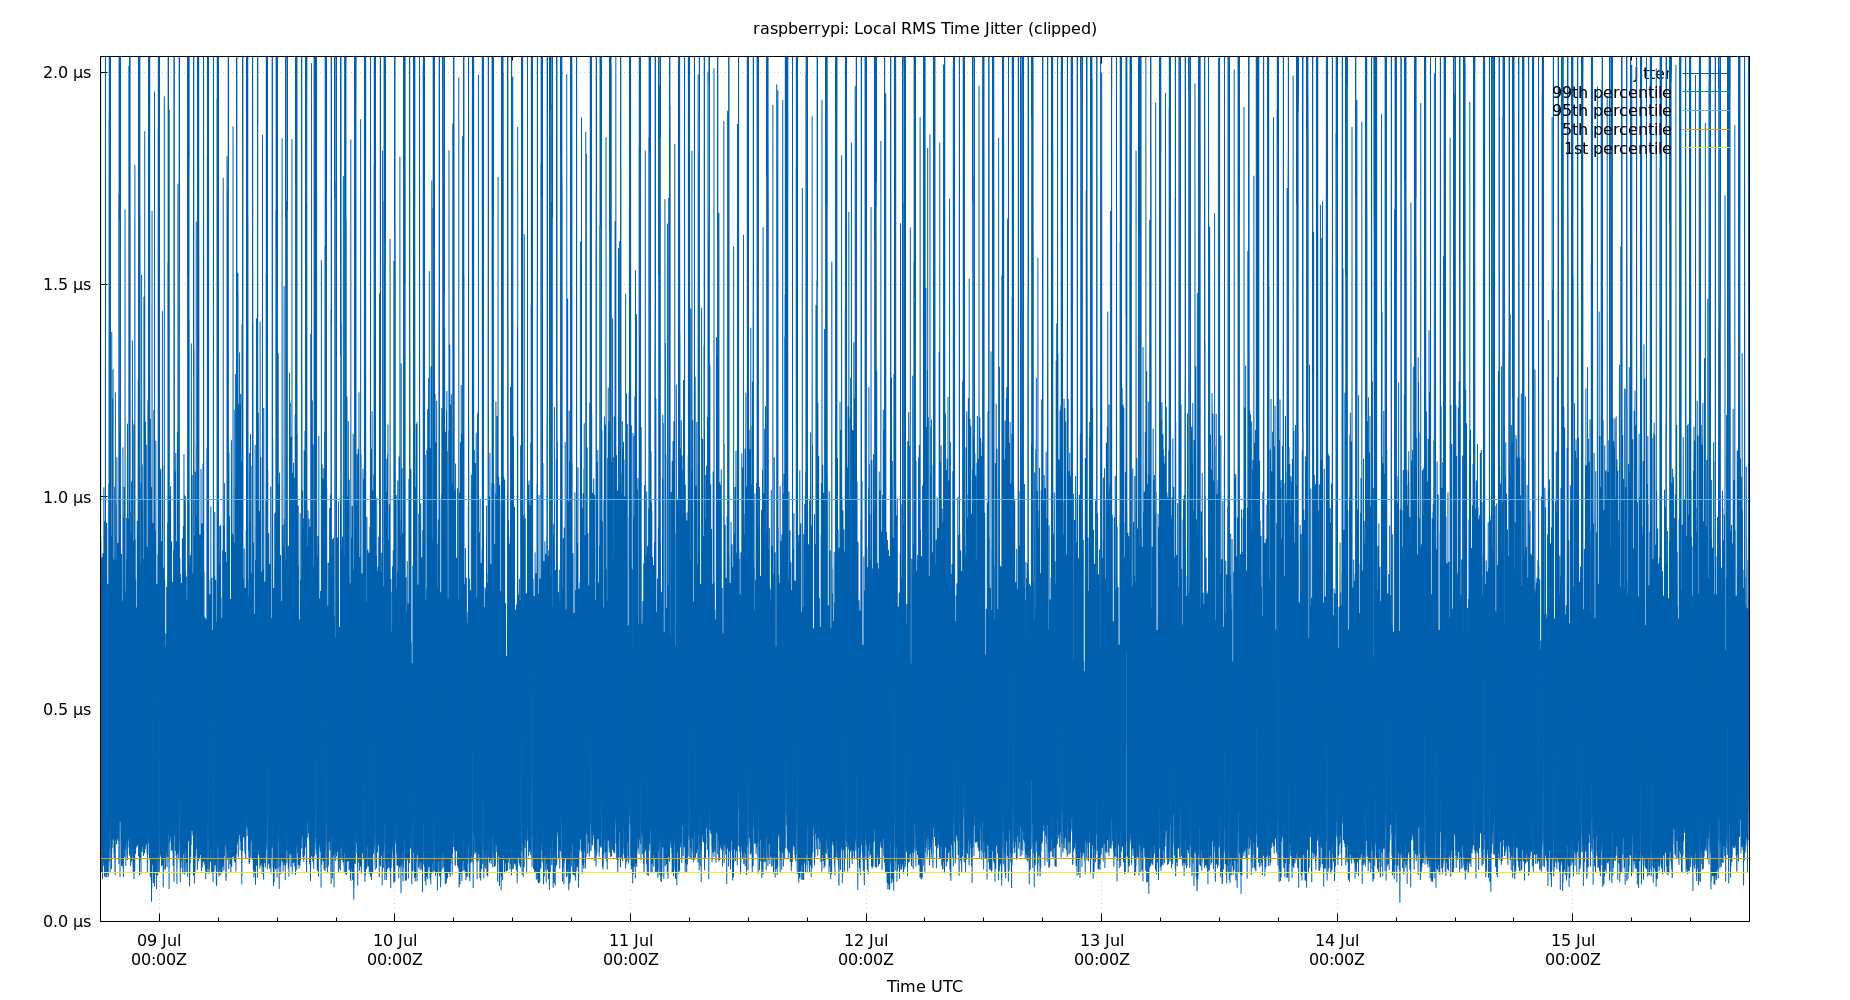 raspberrypi: Local RMS Time Jitter (clipped)
2.0 µs
1.5 µs
1.0 µs
0.5 µs
0.0 µs
jitter
99th percentile
95th percentile
5th percentile
1st percentile
09 Jul
00:00Z
10 Jul
00:00Z
11 Jul
00:00Z
12 Jul
00:00Z
13 Jul
00:00Z
14 Jul
00:00Z
15 Jul
00:00Z
Time UTC